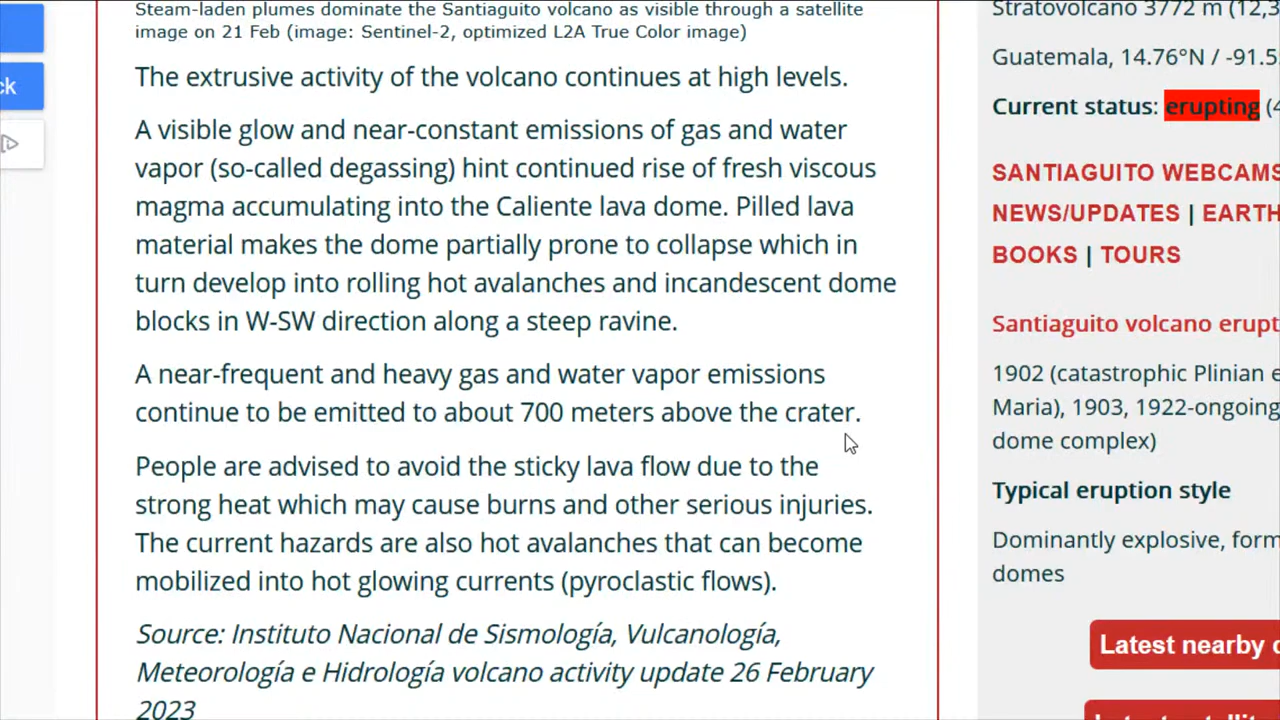 Steam-laden plumes dominate the Santiaguito volcano as visible through a satellite
image on 21 Feb (image: Sentinel-2, optimized L2A True Color image)
The extrusive activity of the volcano continues at high levels.
A visible glow and near-constant emissions of gas and water
vapor (so-called degassing) hint continued rise of fresh viscous
magma accumulating into the Caliente lava dome. Pilled lava
material makes the dome partially prone to collapse which in
turn develop into rolling hot avalanches and incandescent dome
blocks in W-SW direction along a steep ravine.
A near-frequent and heavy gas and water vapor emissions
continue to be emitted to about 700 meters above the crater.
People are advised to avoid the sticky lava flow due to the
strong heat which may cause burns and other serious injuries.
The current hazards are also hot avalanches that can become
mobilized into hot glowing currents (pyroclastic flows).
Source: Instituto Nacional de Sismología, Vulcanología,
Meteorología e Hidrología volcano activity update 26 February
2023
ck
Stratovolcano 3772 m (12,3
Guatemala, 14.76°N / -91.5
Current status: erupting (4
SANTIAGUITO WEBCAMS
NEWS/UPDATES | EARTH
BOOKS | TOURS
Santiaguito volcano erupt
1902 (catastrophic Plinian e
Maria), 1903, 1922-ongoing
dome complex)
Typical eruption style
Dominantly explosive, form
domes
Latest nearby